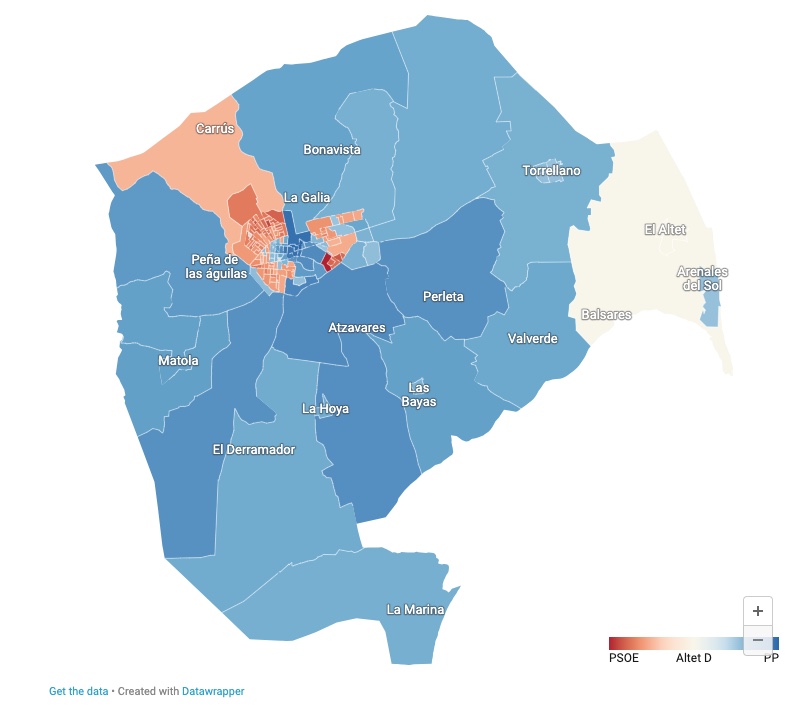 Carrús
Bonavista
Torrellano
La Galia
El Altet
Peña de
las águilas
Arenales
del Sol
Perleta
Balsares
Atzavares
Valverde
Matola
Las
Bayas
La Hoya
El Derramador
La Marina
+
−
PSOE Altet D PP
Get the data • Created with Datawrapper